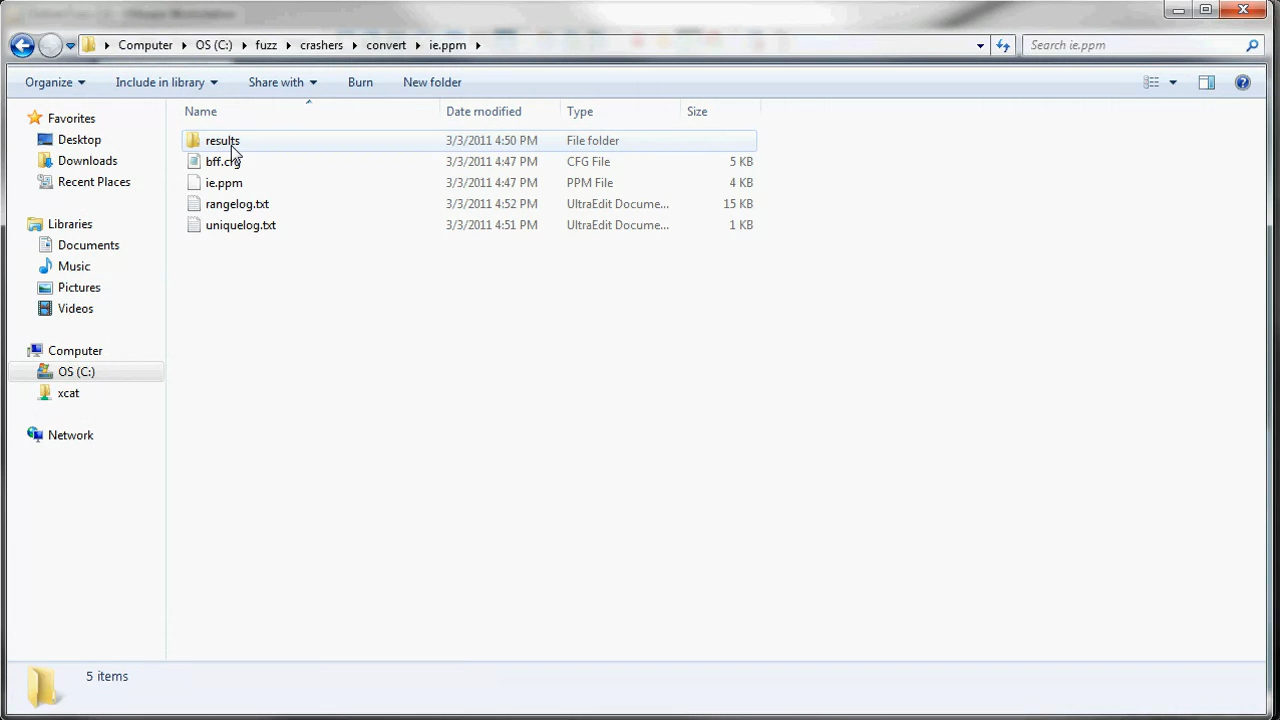 Computer OS (C:) fuzz crashers convert ie.ppm Search ie.ppm
Organize Include in library Share with Burn New folder
Favorites
Desktop
Downloads
Recent Places
Libraries
Documents
Music
Pictures
Videos
Computer
OS (C:)
xcat
Network
Name Date modified Type Size
results 3/3/2011 4:50 PM File folder
bff.cfg 3/3/2011 4:47 PM CFG File 5 KB
ie.ppm 3/3/2011 4:47 PM PPM File 4 KB
rangelog.txt 3/3/2011 4:52 PM UltraEdit Docume... 15 KB
uniquelog.txt 3/3/2011 4:51 PM UltraEdit Docume... 1 KB
5 items